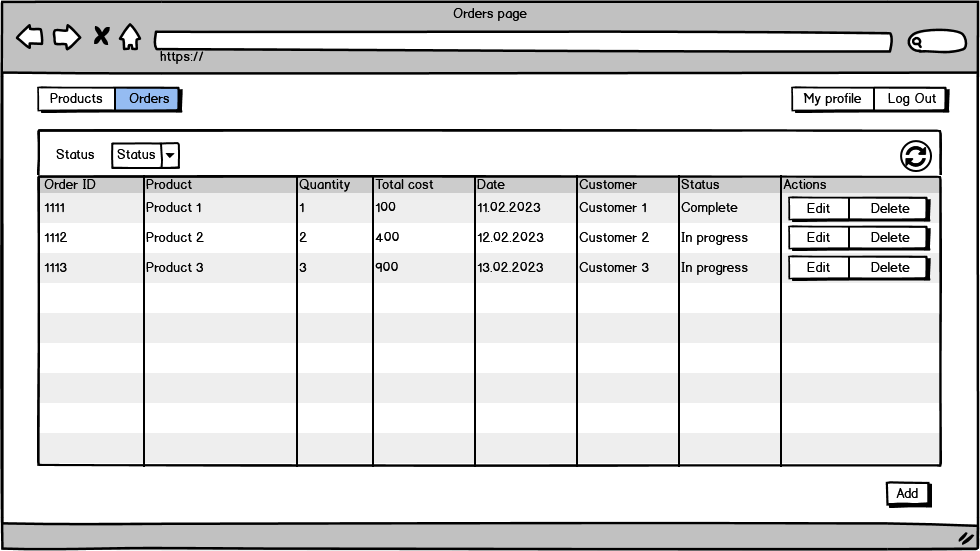 Orders page
https://
Products Orders My profile Log Out
Status Status
Order ID Product Quantity Total cost Date Customer Status Actions
1111 Product 1 1 100 11.02.2023 Customer 1 Complete Edit Delete
1112 Product 2 2 400 12.02.2023 Customer 2 In progress Edit Delete
1113 Product 3 3 900 13.02.2023 Customer 3 In progress Edit Delete
Add